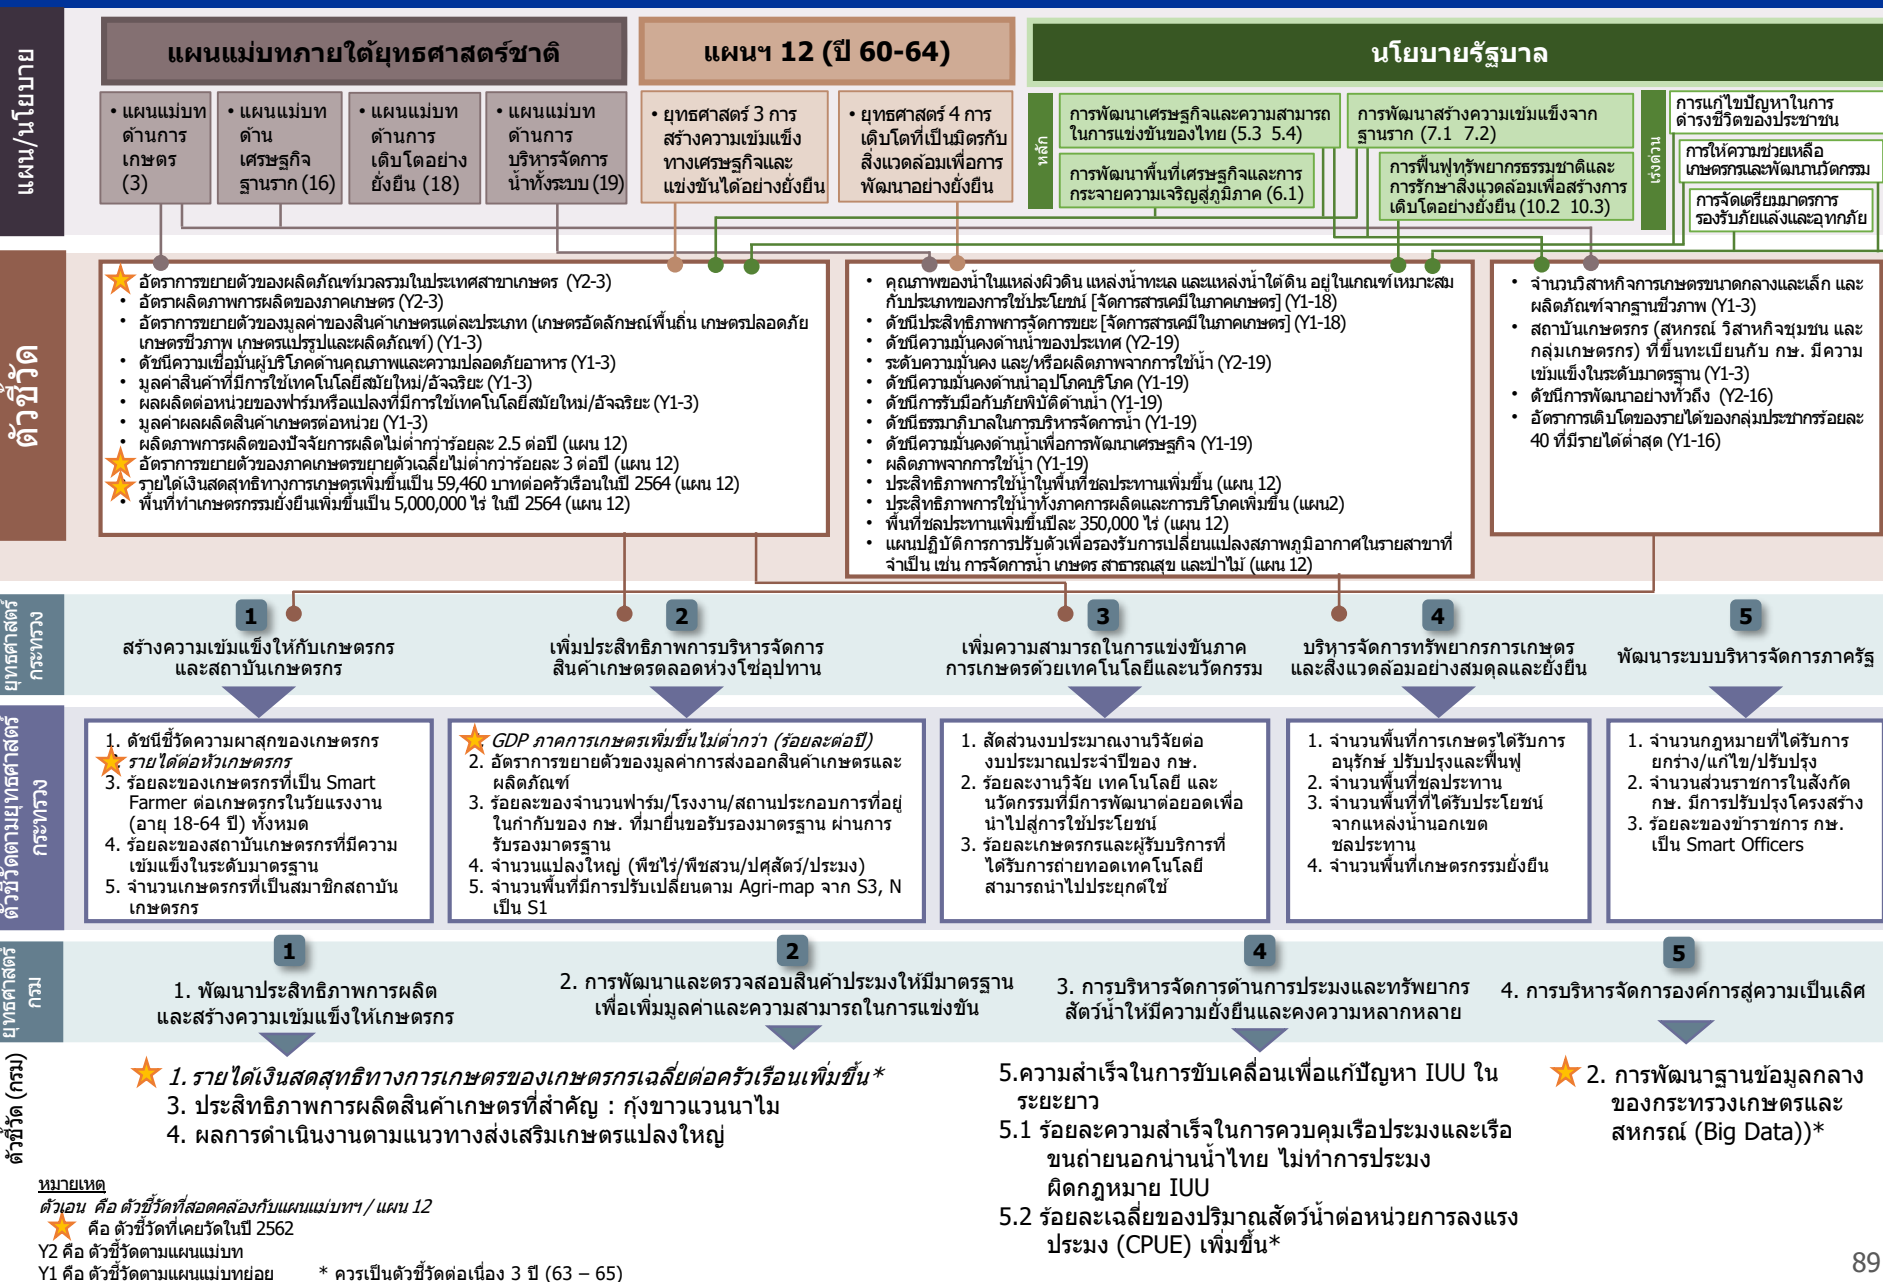 แผน/นโยบาย
แผนแม่บทภายใต้ยุทธศาสตร์ชาติ
แผนฯ 12 (ปี 60-64)
นโยบายรัฐบาล
• แผนแม่บท
ด้านการ
เกษตร
(3)
• แผนแม่บท
ด้าน
เศรษฐกิจ
ฐานราก (16)
• แผนแม่บท
ด้านการ
เติบโตอย่าง
ยั่งยืน (18)
• แผนแม่บท
ด้านการ
บริหารจัดการ
น้ำทั้งระบบ (19)
• ยุทธศาสตร์ 3 การ
สร้างความเข้มแข็ง
ทางเศรษฐกิจและ
แข่งขันได้อย่างยั่งยืน
• ยุทธศาสตร์ 4 การ
เติบโตที่เป็นมิตรกับ
สิ่งแวดล้อมเพื่อการ
พัฒนาอย่างยั่งยืน
หลัก
การพัฒนาเศรษฐกิจและความสามารถ
ในการแข่งขันของไทย (5.3 5.4)
การพัฒนาพื้นที่เศรษฐกิจและการ
กระจายความเจริญสู่ภูมิภาค (6.1)
การพัฒนาสร้างความเข้มแข็งจาก
ฐานราก (7.1 7.2)
การฟื้นฟูทรัพยากรธรรมชาติและ
การรักษาสิ่งแวดล้อมเพื่อสร้างการ
เติบโตอย่างยั่งยืน (10.2 10.3)
เร่งด่วน
การแก้ไขปัญหาในการ
ดำรงชีวิตของประชาชน
การให้ความช่วยเหลือ
เกษตรกรและพัฒนานวัตกรรม
การจัดเตรียมมาตรการ
รองรับภัยแล้งและอุทกภัย
ตัวชี้วัด
อัตราการขยายตัวของผลิตภัณฑ์มวลรวมในประเทศสาขาเกษตร (Y2-3)
• อัตราผลิตภาพการผลิตของภาคเกษตร (Y2-3)
• อัตราการขยายตัวของมูลค่าของสินค้าเกษตรแต่ละประเภท (เกษตรอัตลักษณ์พื้นถิ่น เกษตรปลอดภัย
เกษตรชีวภาพ เกษตรแปรรูปและผลิตภัณฑ์) (Y1-3)
• ดัชนีความเชื่อมั่นผู้บริโภคด้านคุณภาพและความปลอดภัยอาหาร (Y1-3)
• มูลค่าสินค้าที่มีการใช้เทคโนโลยีสมัยใหม่/อัจฉริยะ (Y1-3)
• ผลผลิตต่อหน่วยของฟาร์มหรือแปลงที่มีการใช้เทคโนโลยีสมัยใหม่/อัจฉริยะ (Y1-3)
• มูลค่าผลผลิตสินค้าเกษตรต่อหน่วย (Y1-3)
• ผลิตภาพการผลิตของปัจจัยการผลิตไม่ต่ำกว่าร้อยละ 2.5 ต่อปี (แผน 12)
อัตราการขยายตัวของภาคเกษตรขยายตัวเฉลี่ยไม่ต่ำกว่าร้อยละ 3 ต่อปี (แผน 12)
รายได้เงินสดสุทธิทางการเกษตรเพิ่มขึ้นเป็น 59,460 บาทต่อครัวเรือนในปี 2564 (แผน 12)
• พื้นที่ทำเกษตรกรรมยั่งยืนเพิ่มขึ้นเป็น 5,000,000 ไร่ ในปี 2564 (แผน 12)
• คุณภาพของน้ำในแหล่งผิวดิน แหล่งน้ำทะเล และแหล่งน้ำใต้ดิน อยู่ในเกณฑ์เหมาะสม
กับประเภทของการใช้ประโยชน์ [จัดการสารเคมีในภาคเกษตร] (Y1-18)
• ดัชนีประสิทธิภาพการจัดการขยะ [จัดการสารเคมีในภาคเกษตร] (Y1-18)
• ดัชนีความมั่นคงด้านน้ำของประเทศ (Y2-19)
• ระดับความมั่นคง และ/หรือผลิตภาพจากการใช้น้ำ (Y2-19)
• ดัชนีความมั่นคงด้านน้ำอุปโภคบริโภค (Y1-19)
• ดัชนีการรับมือกับภัยพิบัติด้านน้ำ (Y1-19)
• ดัชนีธรรมาภิบาลในการบริหารจัดการน้ำ (Y1-19)
• ดัชนีความมั่นคงด้านน้ำเพื่อการพัฒนาเศรษฐกิจ (Y1-19)
• ผลิตภาพจากการใช้น้ำ (Y1-19)
• ประสิทธิภาพการใช้น้ำในพื้นที่ชลประทานเพิ่มขึ้น (แผน 12)
• ประสิทธิภาพการใช้น้ำทั้งภาคการผลิตและการบริโภคเพิ่มขึ้น (แผน2)
• พื้นที่ชลประทานเพิ่มขึ้นปีละ 350,000 ไร่ (แผน 12)
• แผนปฏิบัติการการปรับตัวเพื่อรองรับการเปลี่ยนแปลงสภาพภูมิอากาศในรายสาขาที่
จำเป็น เช่น การจัดการน้ำ เกษตร สาธารณสุข และป่าไม้ (แผน 12)
• จำนวนวิสาหกิจการเกษตรขนาดกลางและเล็ก และ
ผลิตภัณฑ์จากฐานชีวภาพ (Y1-3)
• สถาบันเกษตรกร (สหกรณ์ วิสาหกิจชุมชน และ
กลุ่มเกษตรกร) ที่ขึ้นทะเบียนกับ กษ. มีความ
เข้มแข็งในระดับมาตรฐาน (Y1-3)
• ดัชนีการพัฒนาอย่างทั่วถึง (Y2-16)
• อัตราการเติบโตของรายได้ของกลุ่มประชากรร้อยละ
40 ที่มีรายได้ต่ำสุด (Y1-16)
ยุทธศาสตร์
กระทรวง
1
สร้างความเข้มแข็งให้กับเกษตรกร
และสถาบันเกษตรกร
2
เพิ่มประสิทธิภาพการบริหารจัดการ
สินค้าเกษตรตลอดห่วงโซ่อุปทาน
3
เพิ่มความสามารถในการแข่งขันภาค
การเกษตรด้วยเทคโนโลยีและนวัตกรรม
4
บริหารจัดการทรัพยากรการเกษตร
และสิ่งแวดล้อมอย่างสมดุลและยั่งยืน
5
พัฒนาระบบบริหารจัดการภาครัฐ
ตัวชี้วัดตามยุทธศาสตร์
กระทรวง
1. ดัชนีชี้วัดความผาสุกของเกษตรกร
รายได้ต่อหัวเกษตรกร
3. ร้อยละของเกษตรกรที่เป็น Smart
Farmer ต่อเกษตรกรในวัยแรงงาน
(อายุ 18-64 ปี) ทั้งหมด
4. ร้อยละของสถาบันเกษตรกรที่มีความ
เข้มแข็งในระดับมาตรฐาน
5. จำนวนเกษตรกรที่เป็นสมาชิกสถาบัน
เกษตรกร
GDP ภาคการเกษตรเพิ่มขึ้นไม่ต่ำกว่า (ร้อยละต่อปี)
2. อัตราการขยายตัวของมูลค่าการส่งออกสินค้าเกษตรและ
ผลิตภัณฑ์
3. ร้อยละของจำนวนฟาร์ม/โรงงาน/สถานประกอบการที่อยู่
ในกำกับของ กษ. ที่มายื่นขอรับรองมาตรฐาน ผ่านการ
รับรองมาตรฐาน
4. จำนวนแปลงใหญ่ (พืชไร่/พืชสวน/ปศุสัตว์/ประมง)
5. จำนวนพื้นที่มีการปรับเปลี่ยนตาม Agri-map จาก S3, N
เป็น S1
1. สัดส่วนงบประมาณงานวิจัยต่อ
งบประมาณประจำปีของ กษ.
2. ร้อยละงานวิจัย เทคโนโลยี และ
นวัตกรรมที่มีการพัฒนาต่อยอดเพื่อ
นำไปสู่การใช้ประโยชน์
3. ร้อยละเกษตรกรและผู้รับบริการที่
ได้รับการถ่ายทอดเทคโนโลยี
สามารถนำไปประยุกต์ใช้
1. จำนวนพื้นที่การเกษตรได้รับการ
อนุรักษ์ ปรับปรุงและฟื้นฟู
2. จำนวนพื้นที่ชลประทาน
3. จำนวนพื้นที่ที่ได้รับประโยชน์
จากแหล่งน้ำนอกเขต
ชลประทาน
4. จำนวนพื้นที่เกษตรกรรมยั่งยืน
1. จำนวนกฎหมายที่ได้รับการ
ยกร่าง/แก้ไข/ปรับปรุง
2. จำนวนส่วนราชการในสังกัด
กษ. มีการปรับปรุงโครงสร้าง
3. ร้อยละของข้าราชการ กษ.
เป็น Smart Officers
ยุทธศาสตร์
กรม
1
1. พัฒนาประสิทธิภาพการผลิต
และสร้างความเข้มแข็งให้เกษตรกร
2
2. การพัฒนาและตรวจสอบสินค้าประมงให้มีมาตรฐาน
เพื่อเพิ่มมูลค่าและความสามารถในการแข่งขัน
4
3. การบริหารจัดการด้านการประมงและทรัพยากร
สัตว์น้ำให้มีความยั่งยืนและคงความหลากหลาย
5
4. การบริหารจัดการองค์การสู่ความเป็นเลิศ
ตัวชี้วัด (กรม)
1. รายได้เงินสดสุทธิทางการเกษตรของเกษตรกรเฉลี่ยต่อครัวเรือนเพิ่มขึ้น*
3. ประสิทธิภาพการผลิตสินค้าเกษตรที่สำคัญ : กุ้งขาวแวนนาไม
4. ผลการดำเนินงานตามแนวทางส่งเสริมเกษตรแปลงใหญ่
5.ความสำเร็จในการขับเคลื่อนเพื่อแก้ปัญหา IUU ใน
ระยะยาว
5.1 ร้อยละความสำเร็จในการควบคุมเรือประมงและเรือ
ขนถ่ายนอกน่านน้ำไทย ไม่ทำการประมง
ผิดกฎหมาย IUU
5.2 ร้อยละเฉลี่ยของปริมาณสัตว์น้ำต่อหน่วยการลงแรง
ประมง (CPUE) เพิ่มขึ้น*
2. การพัฒนาฐานข้อมูลกลาง
ของกระทรวงเกษตรและ
สหกรณ์ (Big Data))*
หมายเหตุ
ตัวเอน คือ ตัวชี้วัดที่สอดคล้องกับแผนแม่บทฯ / แผน 12
คือ ตัวชี้วัดที่เคยวัดในปี 2562
Y2 คือ ตัวชี้วัดตามแผนแม่บท
Y1 คือ ตัวชี้วัดตามแผนแม่บทย่อย * ควรเป็นตัวชี้วัดต่อเนื่อง 3 ปี (63 – 65)
89